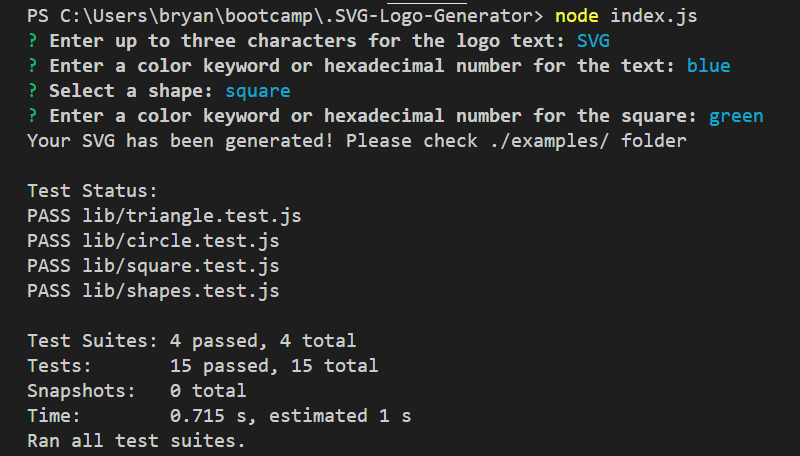 PS C:\Users\bryan\bootcamp\.SVG-Logo-Generator> node index.js
? Enter up to three characters for the logo text: SVG
? Enter a color keyword or hexadecimal number for the text: blue
? Select a shape: square
? Enter a color keyword or hexadecimal number for the square: green
Your SVG has been generated! Please check ./examples/ folder
Test Status:
PASS lib/triangle.test.js
PASS lib/circle.test.js
PASS lib/square.test.js
PASS lib/shapes.test.js
Test Suites: 4 passed, 4 total
Tests:       15 passed, 15 total
Snapshots:   0 total
Time:        0.715 s, estimated 1 s
Ran all test suites.